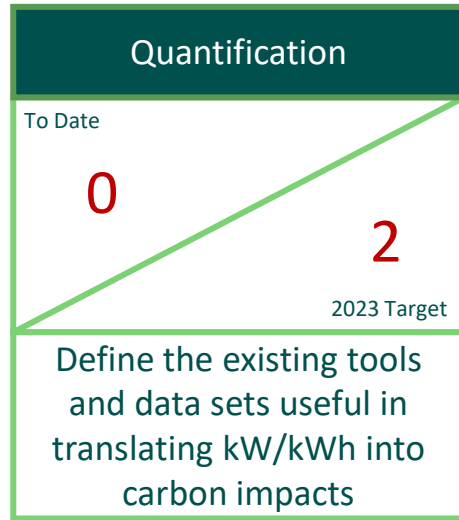 Quantification
To Date
0
2
2023 Target
Define the existing tools
and data sets useful in
translating kW/kWh into
carbon impacts